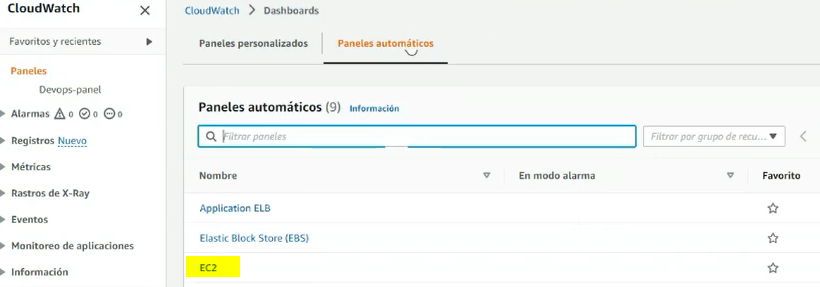 CloudWatch
Favoritos y recientes
Paneles
Devops-panel
Alarmas 0 0 0
Registros Nuevo
Métricas
Rastros de X-Ray
Eventos
Monitoreo de aplicaciones
Información
CloudWatch > Dashboards
Paneles personalizados Paneles automáticos
Paneles automáticos (9) Información
Filtrar paneles Filtrar por grupo de recu...
Nombre En modo alarma Favorito
Application ELB
Elastic Block Store (EBS)
EC2